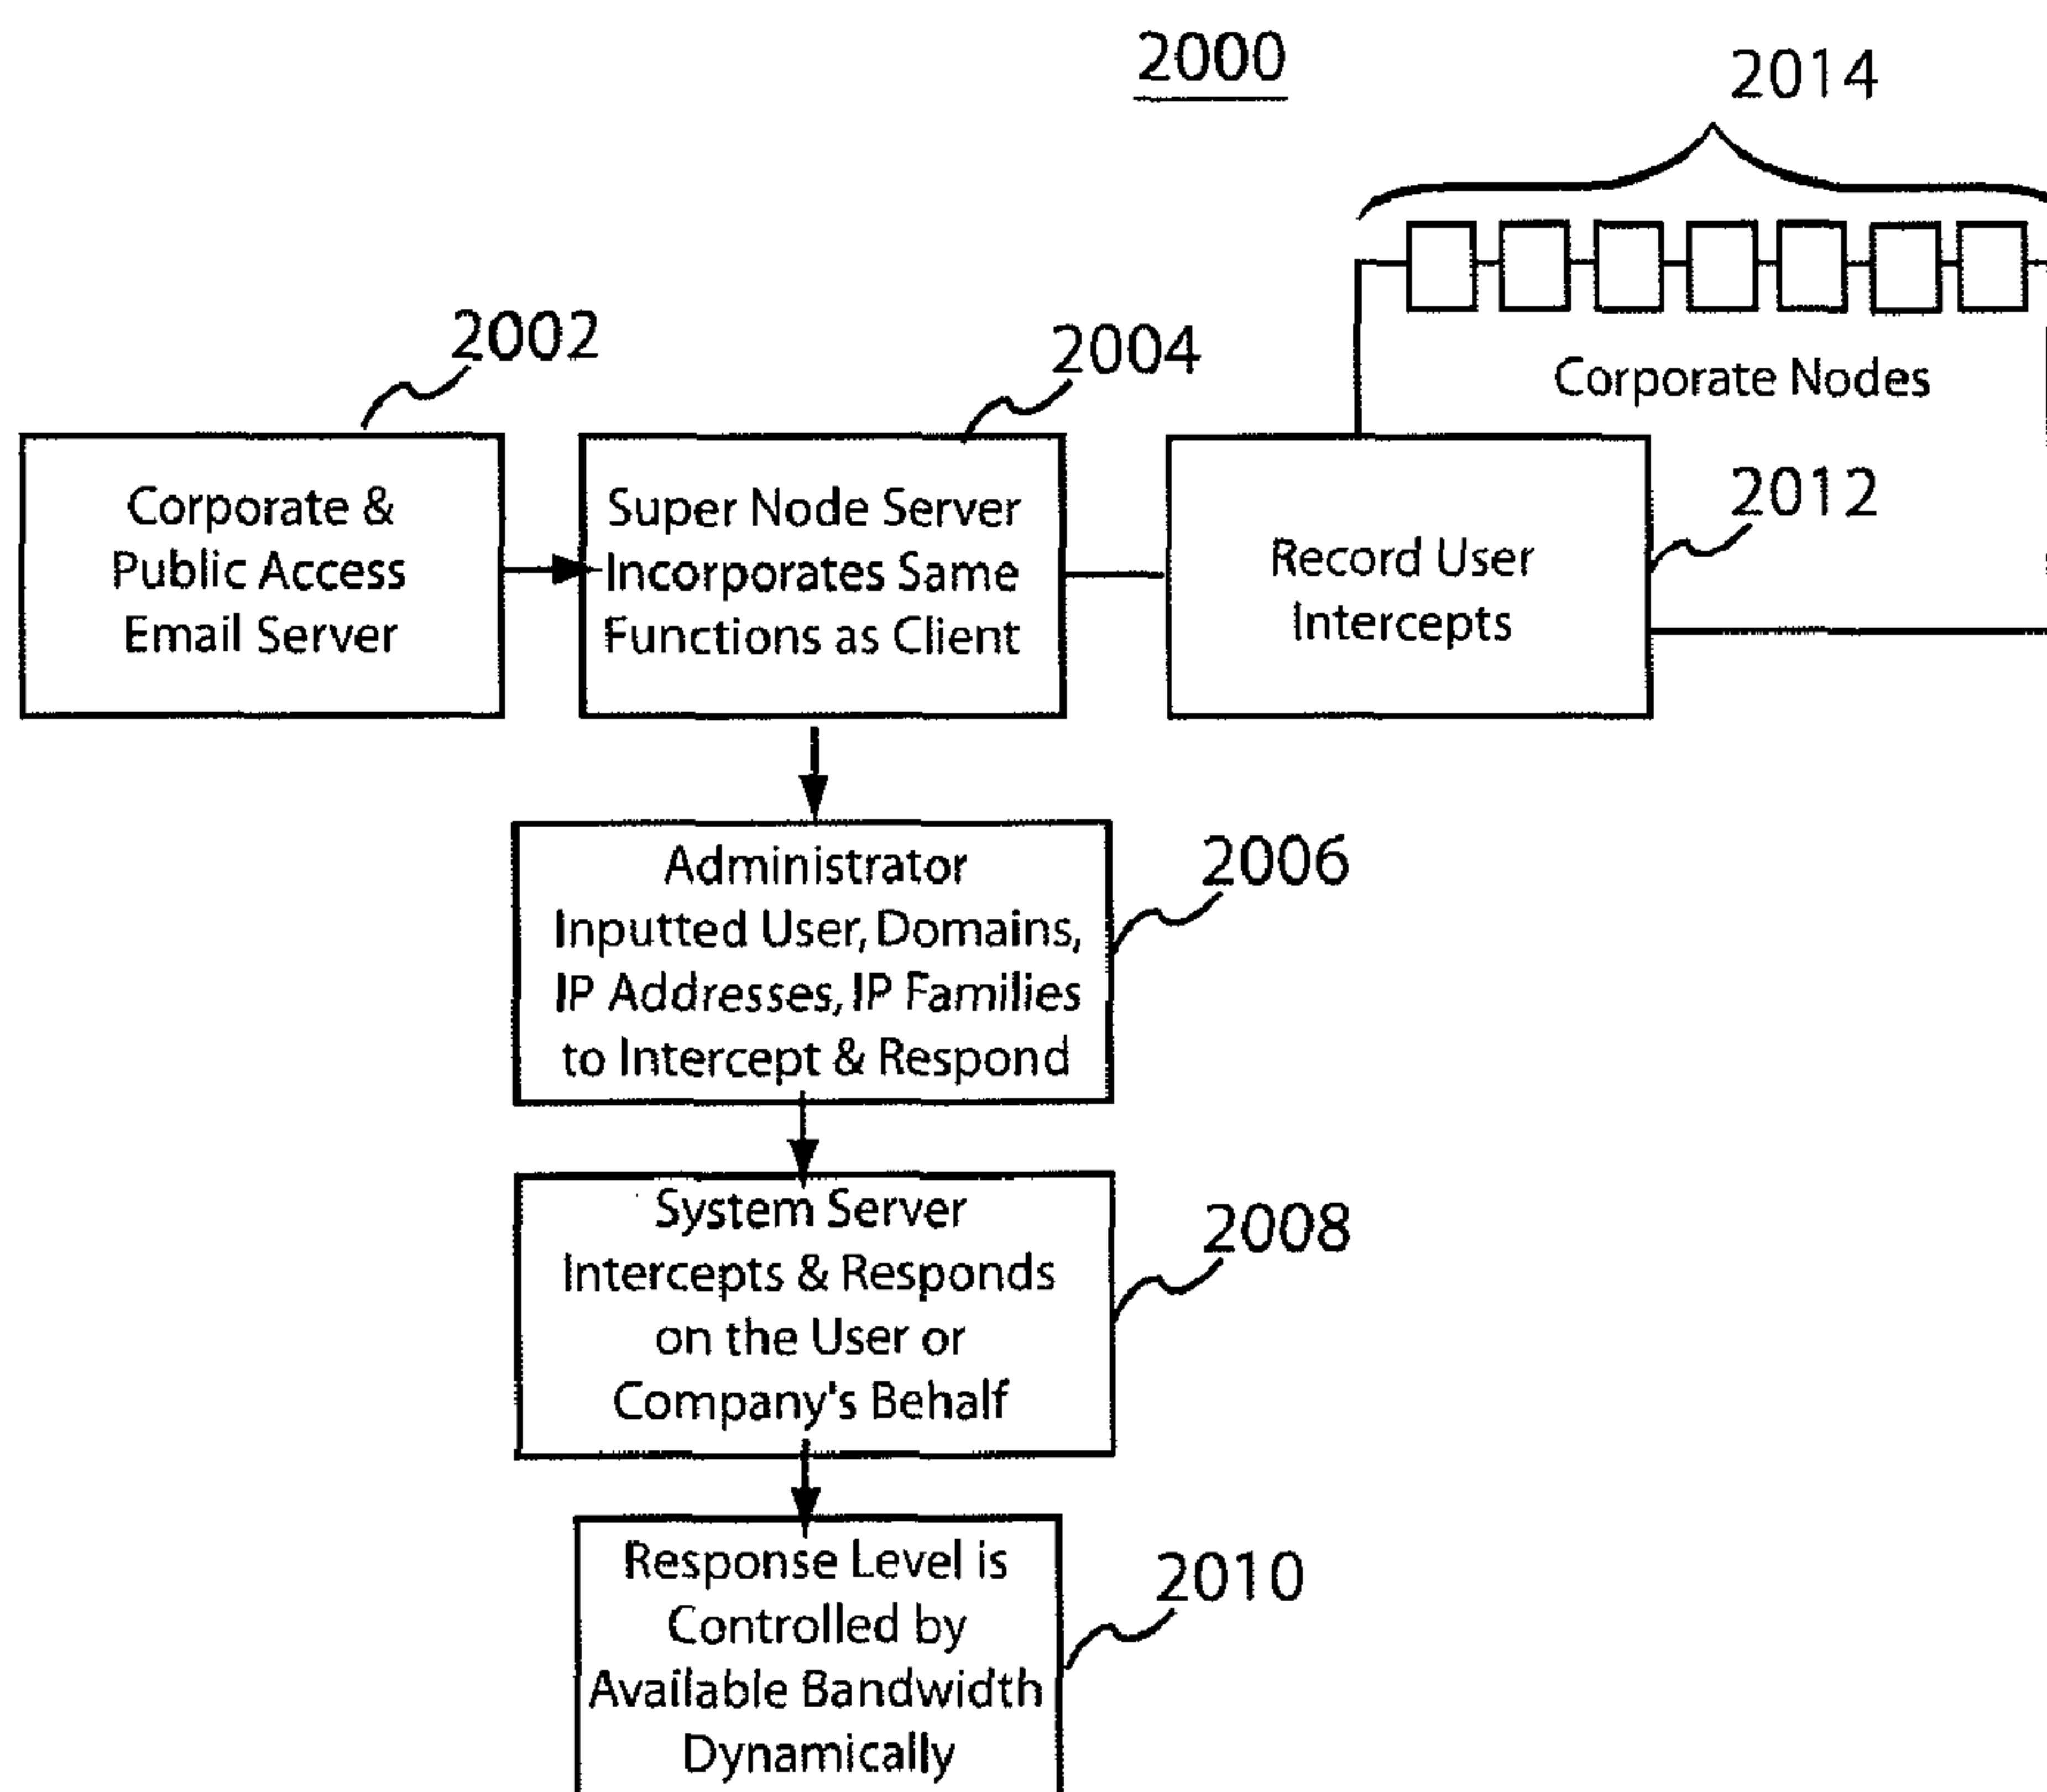 2000
2014
Corporate Nodes
2002
2004
2012
Corporate &
Public Access
Email Server
Super Node Server
Incorporates Same
Functions as Client
Record User
Intercepts
2006
Administrator
Inputted User, Domains,
IP Addresses, IP Families
to Intercept & Respond
2008
System Server
Intercepts & Responds
on the User or
Company's Behalf
2010
Response Level is
Controlled by
Available Bandwidth
Dynamically